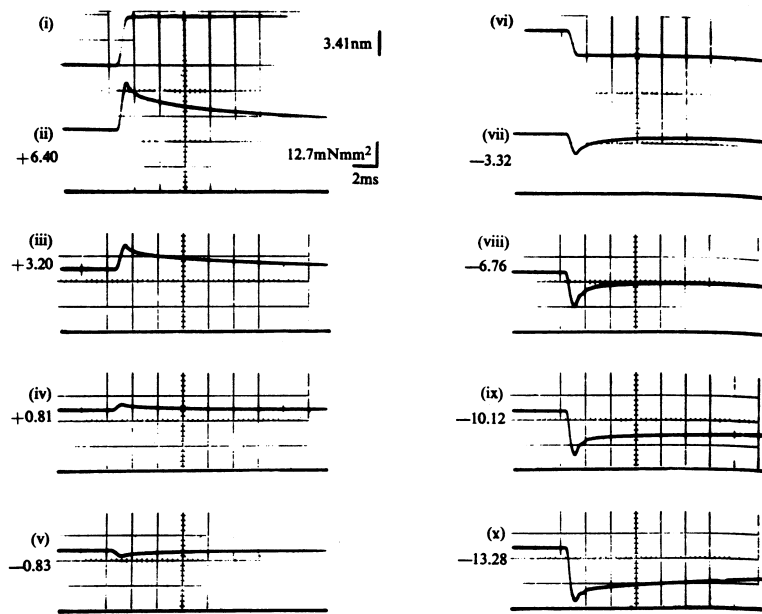 (i)
3.41nm
(ii)
+6.40
12.7mNmm²
2ms
(iii)
+3.20
(iv)
+0.81
(v)
—0.83
(vi)
(vii)
—3.32
(viii)
—6.76
(ix)
—10.12
(x)
—13.28